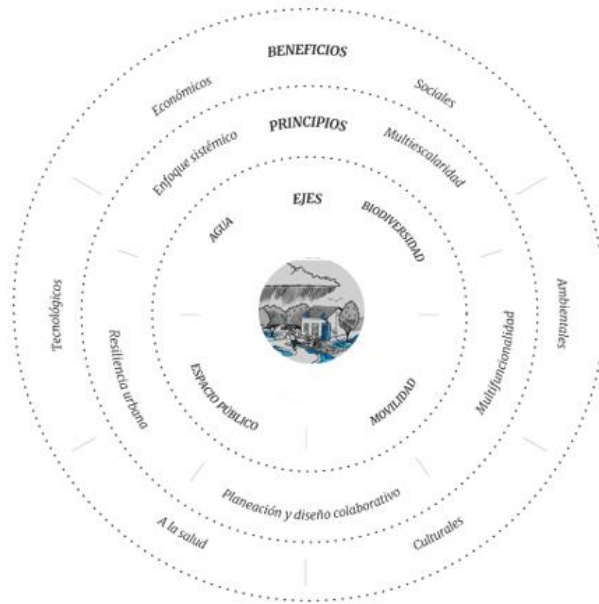 BENEFICIOS
Económicos
Sociales
Ambientales
Culturales
A la salud
Tecnológicos
PRINCIPIOS
Enfoque sistémico
Multiescalaridad
Multifuncionalidad
Planeación y diseño colaborativo
Resiliencia urbana
EJES
AGUA
BIODIVERSIDAD
MOVILIDAD
ESPACIO PÚBLICO